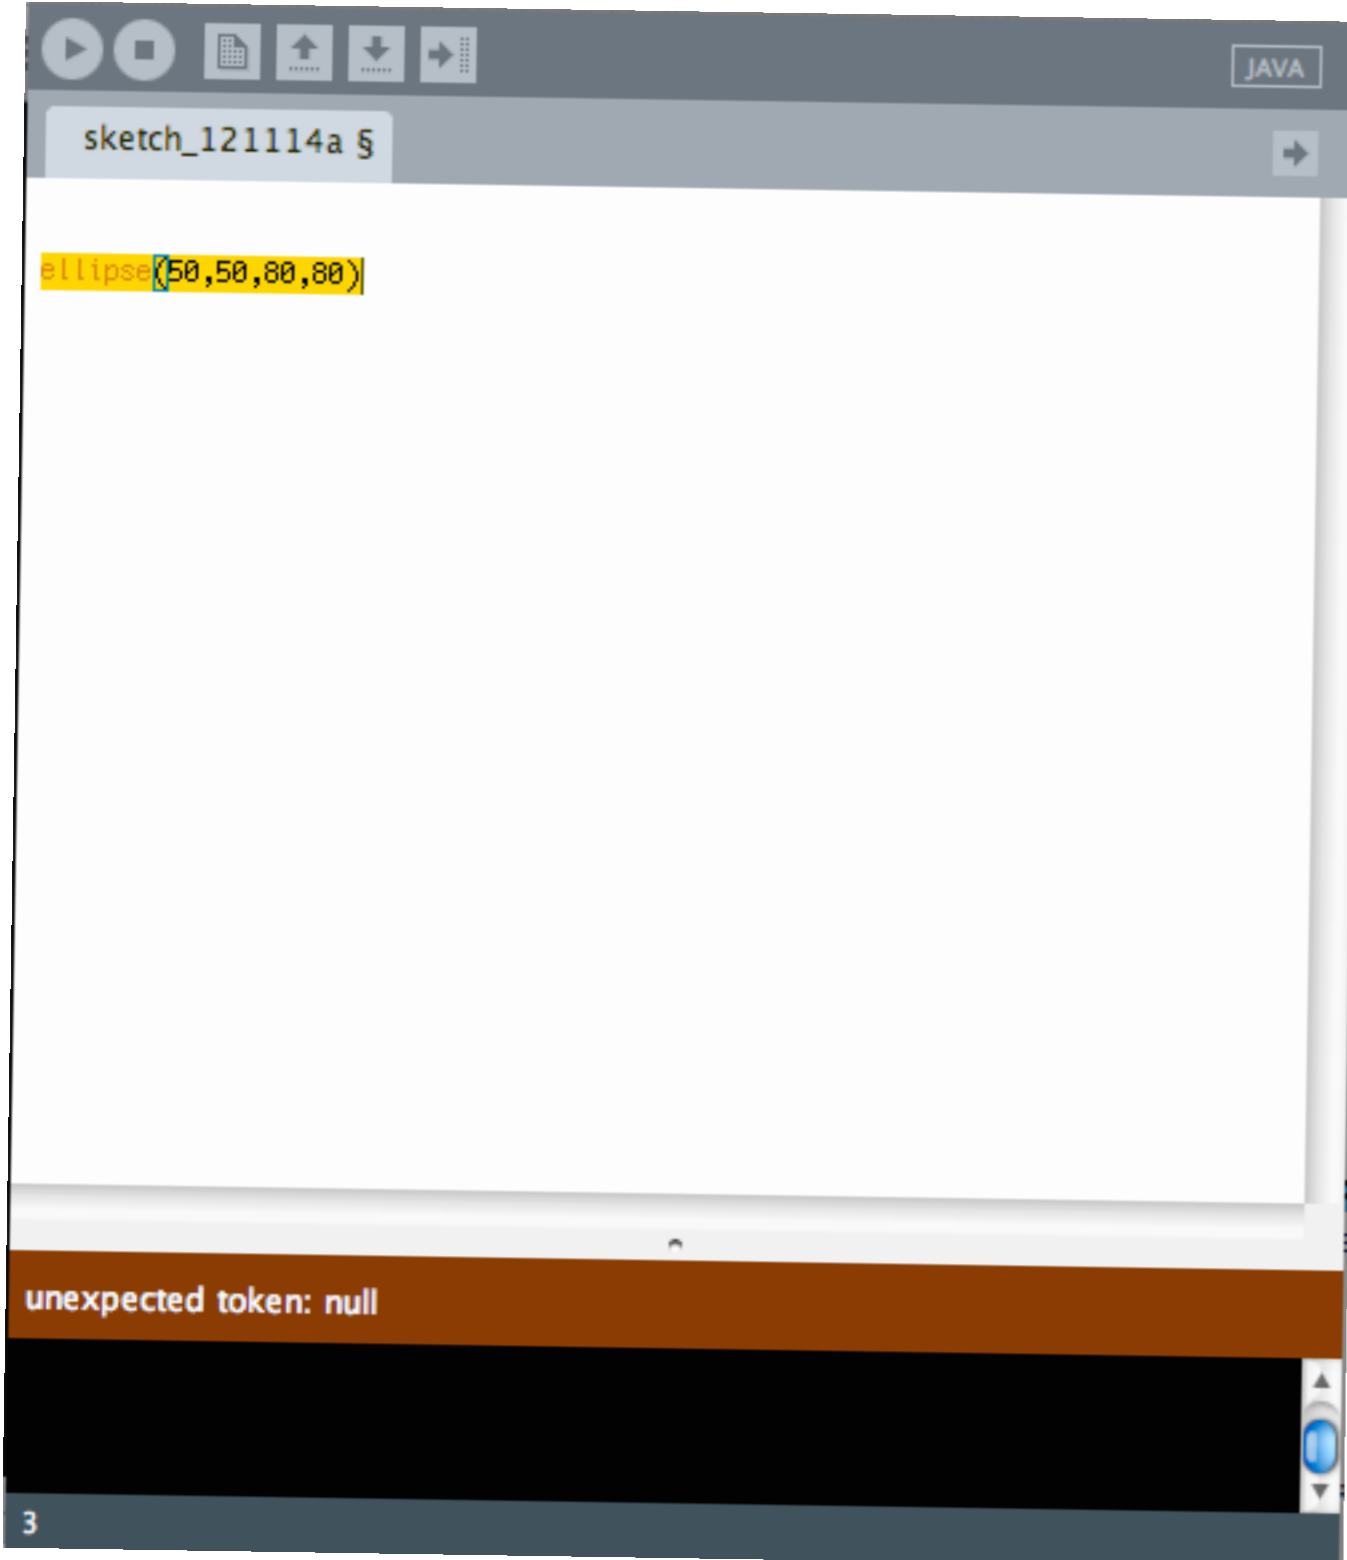 JAVA
sketch_121114a §
ellipse(50,50,80,80)
unexpected token: null
3